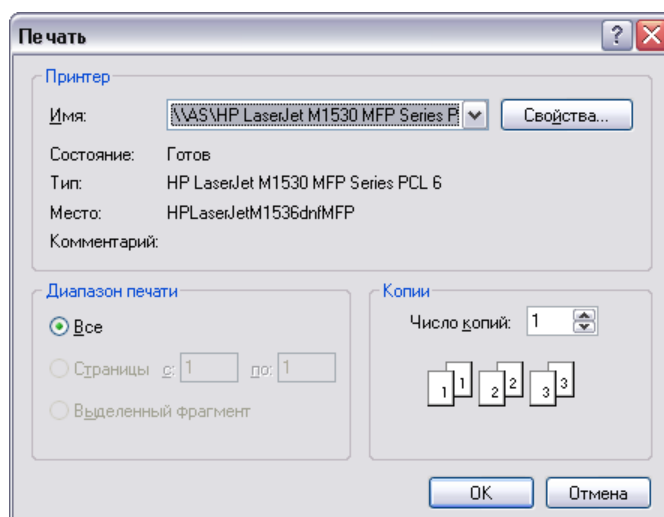 Печать
Принтер
Имя: \\AS\HP LaserJet M1530 MFP Series P Свойства...
Состояние: Готов
Тип: HP LaserJet M1530 MFP Series PCL 6
Место: HPLaserJetM1536dnfMFP
Комментарий:
Диапазон печати
Все
Страницы с: 1 по: 1
Выделенный фрагмент
Копии
Число копий: 1
1 1 2 2 3 3
OK Отмена